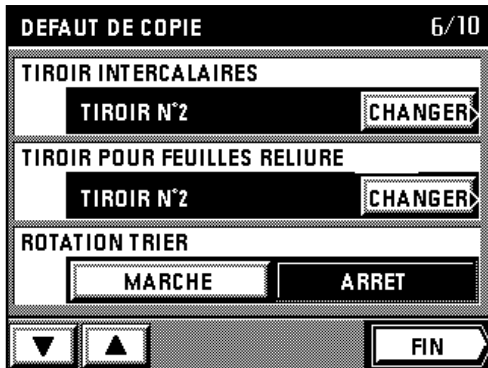 DEFAUT DE COPIE 6/10
TIROIR INTERCALAIRES
TIROIR N°2 CHANGER
TIROIR POUR FEUILLES RELIURE
TIROIR N°2 CHANGER
ROTATION TRIER
MARCHE ARRET
FIN